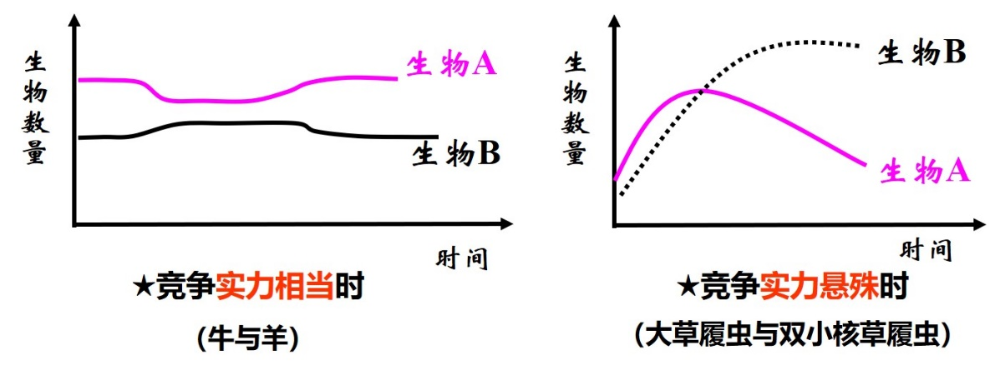 生物数量
生物A
生物B
时间
★竞争实力相当时
（牛与羊）
生物数量
生物B
生物A
时间
★竞争实力悬殊时
（大草履虫与双小核草履虫）